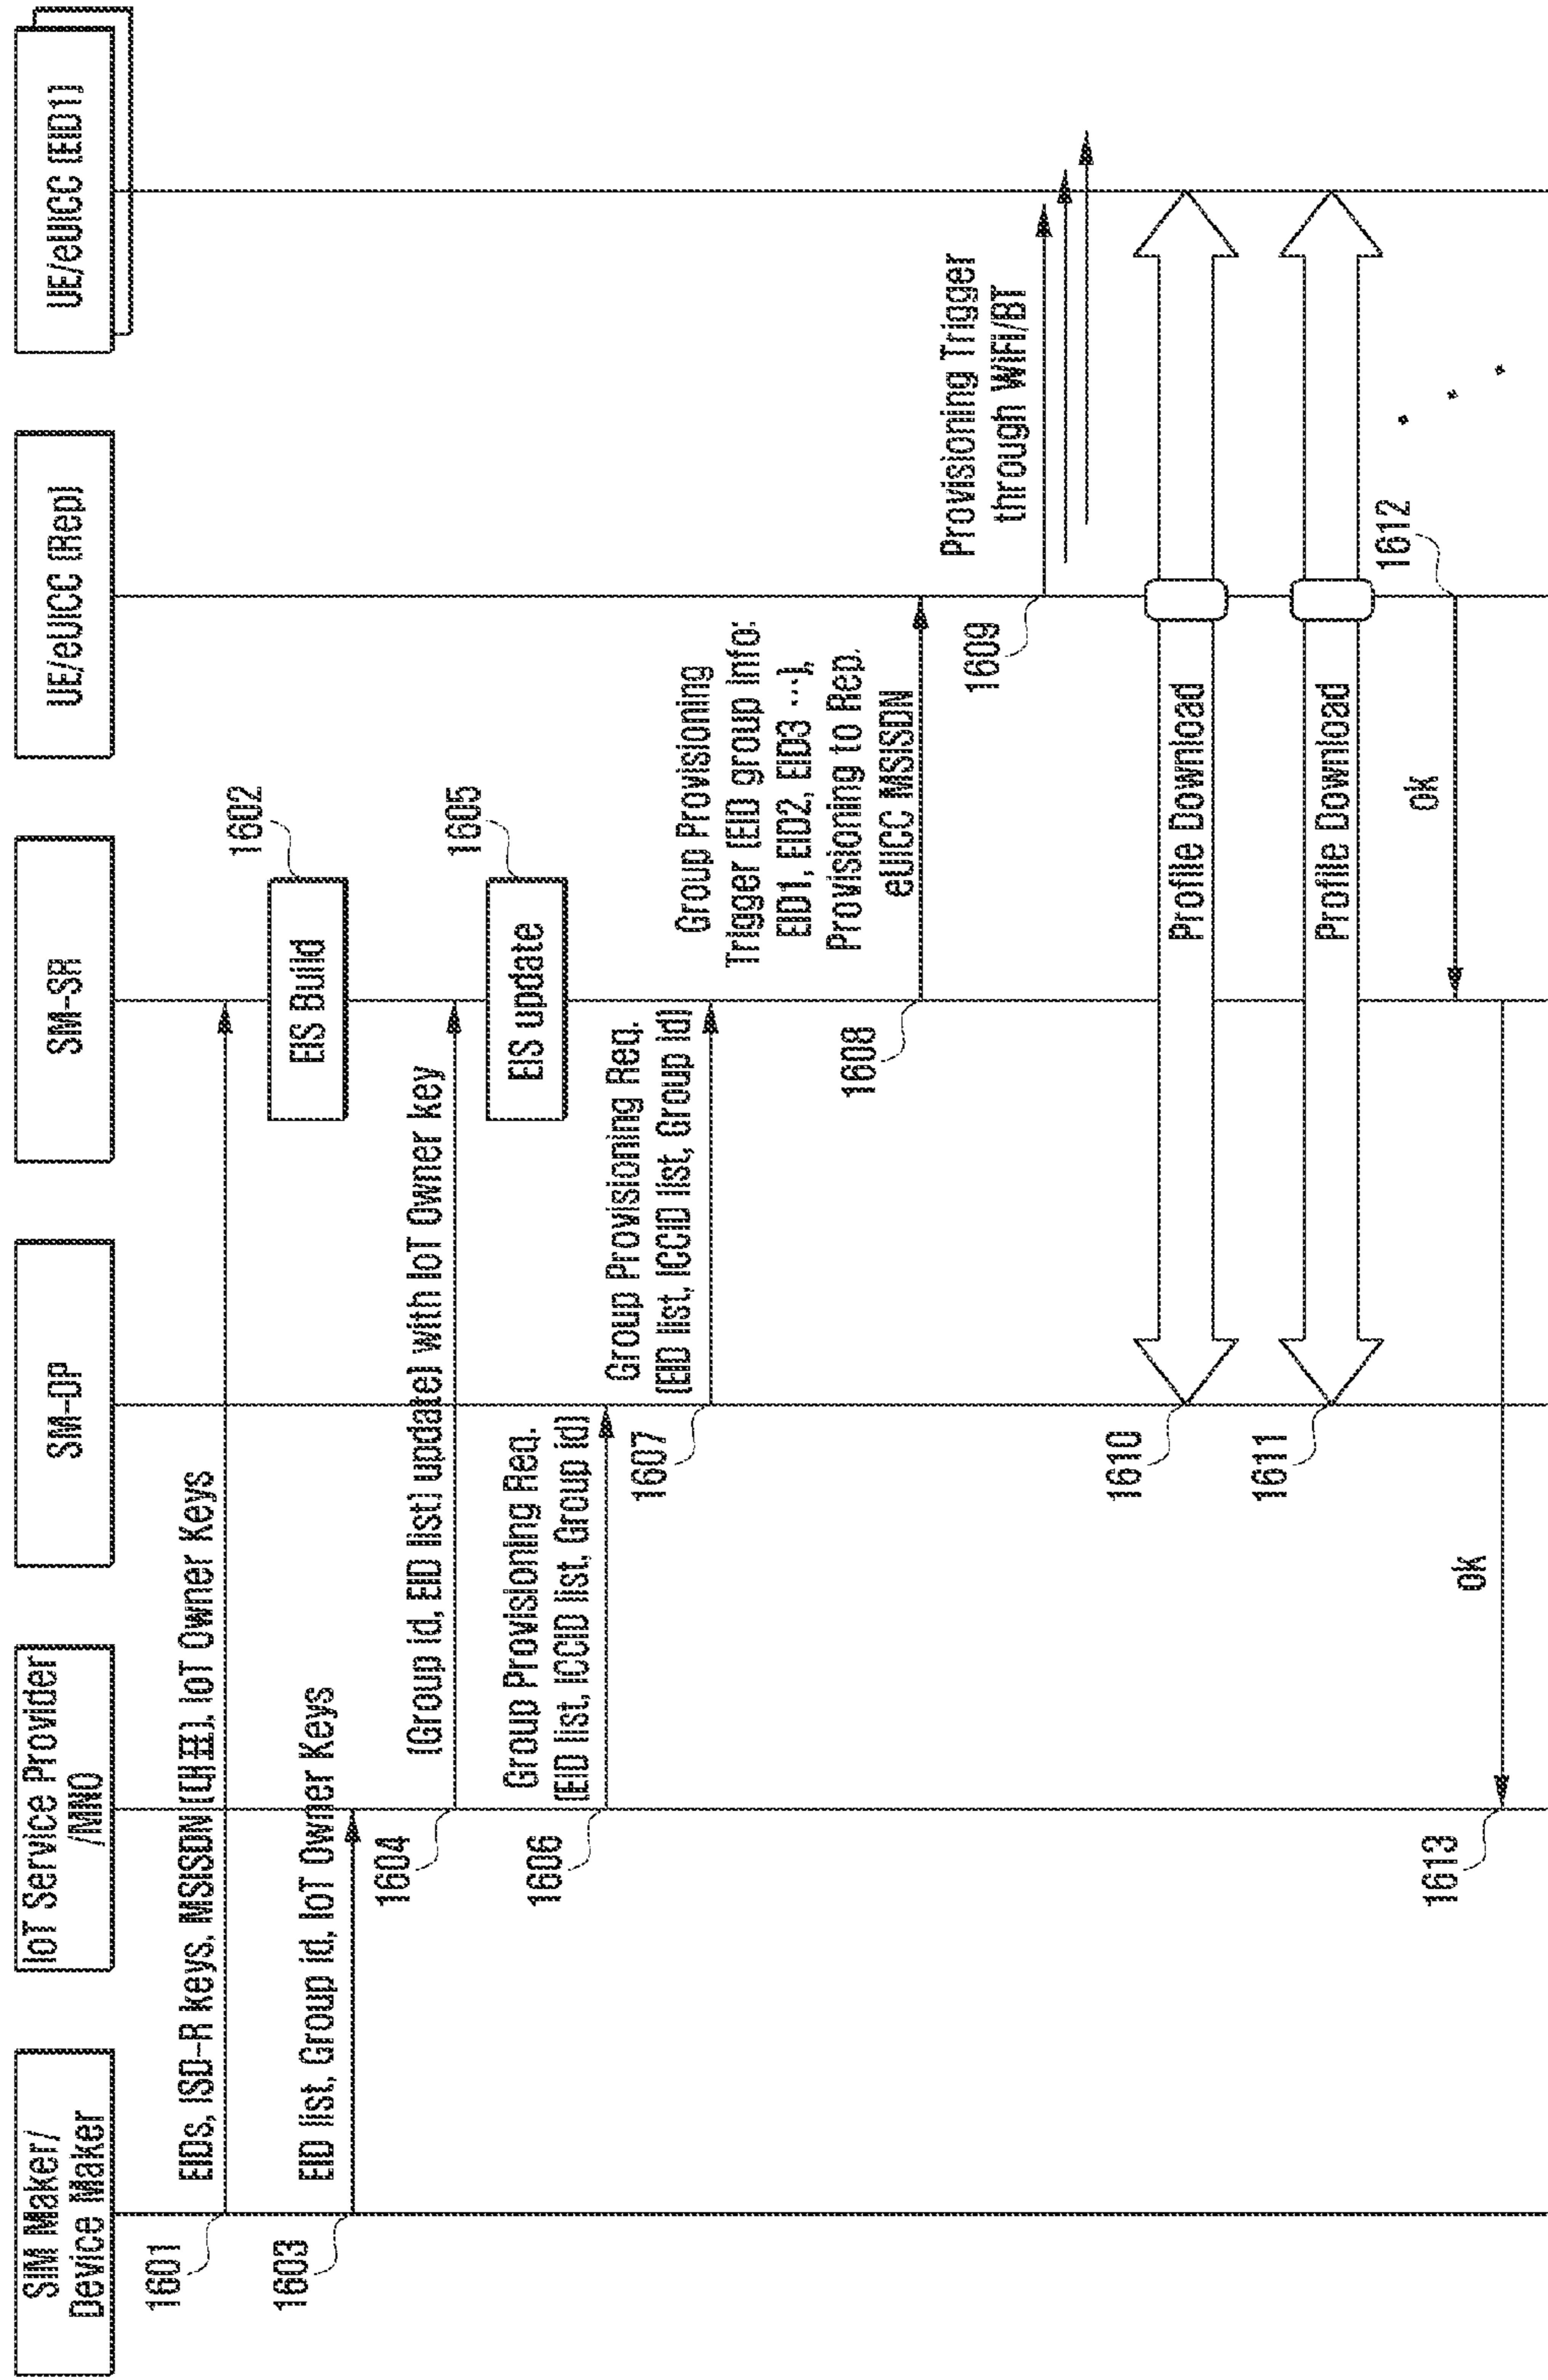 SIM Maker/
Device Maker
IoT Service Provider
/MNO
SM-DP
SM-SR
UE/eUICC (Rep)
UE/eUICC (EID1)
1601
EIDs, ISD-R keys, MSISDN (대표), IoT Owner Keys
EIS Build
1602
1603
EID list, Group id, IoT Owner Keys
1604
(Group id, EID list) update) with IoT Owner key
EIS update
1605
1606
Group Provisioning Req.
(EID list, ICCID list, Group id)
1607
Group Provisioning Req.
(EID list, ICCID list, Group id)
1608
Group Provisioning
Trigger (EID group info:
EID1, EID2, EID3 ···),
Provisioning to Rep.
eUICC MSISDN
1609
Provisioning Trigger
through WiFi/BT
1610
Profile Download
1611
Profile Download
ok
1612
1613
ok